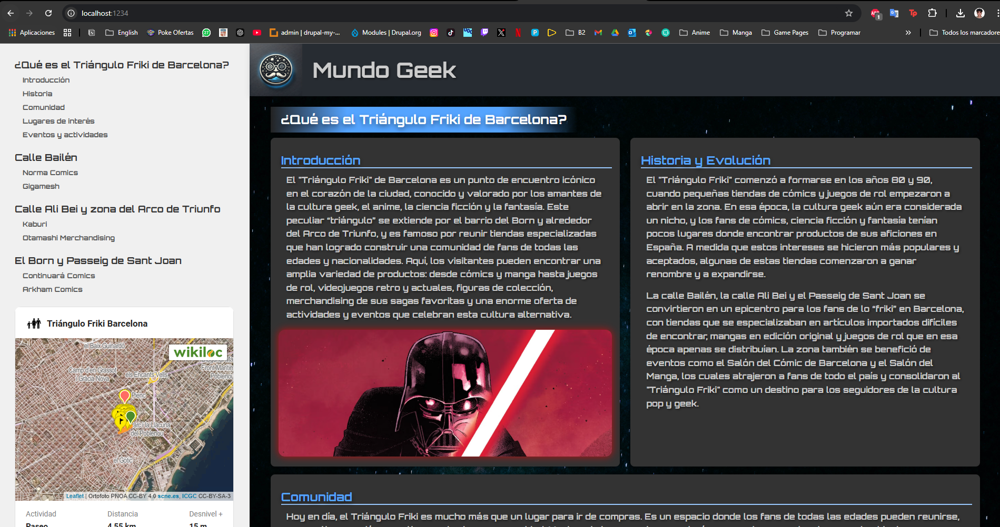 localhost:1234
1
Aplicaciones
English
Poke Ofertas
27
admin | drupal-my-...
Modules | Drupal.org
B2
Anime
Manga
Game Pages
Programar
»
Todos los marcadore
¿Qué es el Triángulo Friki de Barcelona?
Introducción
Historia
Comunidad
Lugares de interés
Eventos y actividades
Calle Bailén
Norma Comics
Gigamesh
Calle Ali Bei y zona del Arco de Triunfo
Kaburi
Otamashi Merchandising
El Born y Passeig de Sant Joan
Continuará Comics
Arkham Comics
Triángulo Friki Barcelona
wikiloc
el Baix Guinardó
Front Marítim
Poblenou
Camp d'en Grassot
i Gràcia Nova
els Encants Vells
Pienc
Parc i la Llacuna
del Poblenou
el Gòtic
Leaflet | Ortofoto PNOA CC-BY 4.0 scne.es, ICGC CC-BY-SA-3
Actividad
Distancia
Desnivel +
Paseo
4,55 km
15 m
Mundo Geek
¿Qué es el Triángulo Friki de Barcelona?
Introducción
El "Triángulo Friki" de Barcelona es un punto de encuentro icónico
en el corazón de la ciudad, conocido y valorado por los amantes de
la cultura geek, el anime, la ciencia ficción y la fantasía. Este
peculiar “triángulo” se extiende por el barrio del Born y alrededor
del Arco de Triunfo, y es famoso por reunir tiendas especializadas
que han logrado construir una comunidad de fans de todas las
edades y nacionalidades. Aquí, los visitantes pueden encontrar una
amplia variedad de productos: desde cómics y manga hasta juegos
de rol, videojuegos retro y actuales, figuras de colección,
merchandising de sus sagas favoritas y una enorme oferta de
actividades y eventos que celebran esta cultura alternativa.
Historia y Evolución
El "Triángulo Friki" comenzó a formarse en los años 80 y 90,
cuando pequeñas tiendas de cómics y juegos de rol empezaron a
abrir en la zona. En esa época, la cultura geek aún era considerada
un nicho, y los fans de cómics, ciencia ficción y fantasía tenían
pocos lugares donde encontrar productos de sus aficiones en
España. A medida que estos intereses se hicieron más populares y
aceptados, algunas de estas tiendas comenzaron a ganar
renombre y a expandirse.
La calle Bailén, la calle Ali Bei y el Passeig de Sant Joan se
convirtieron en un epicentro para los fans de lo “friki” en Barcelona,
con tiendas que se especializaban en artículos importados difíciles
de encontrar, mangas en edición original y juegos de rol que en esa
época apenas se distribuían. La zona también se benefició de
eventos como el Salón del Cómic de Barcelona y el Salón del
Manga, los cuales atrajeron a fans de todo el país y consolidaron al
"Triángulo Friki" como un destino para los seguidores de la cultura
pop y geek.
Comunidad
Hoy en día, el Triángulo Friki es mucho más que un lugar para ir de compras. Es un espacio donde los fans de todas las edades pueden reunirse,